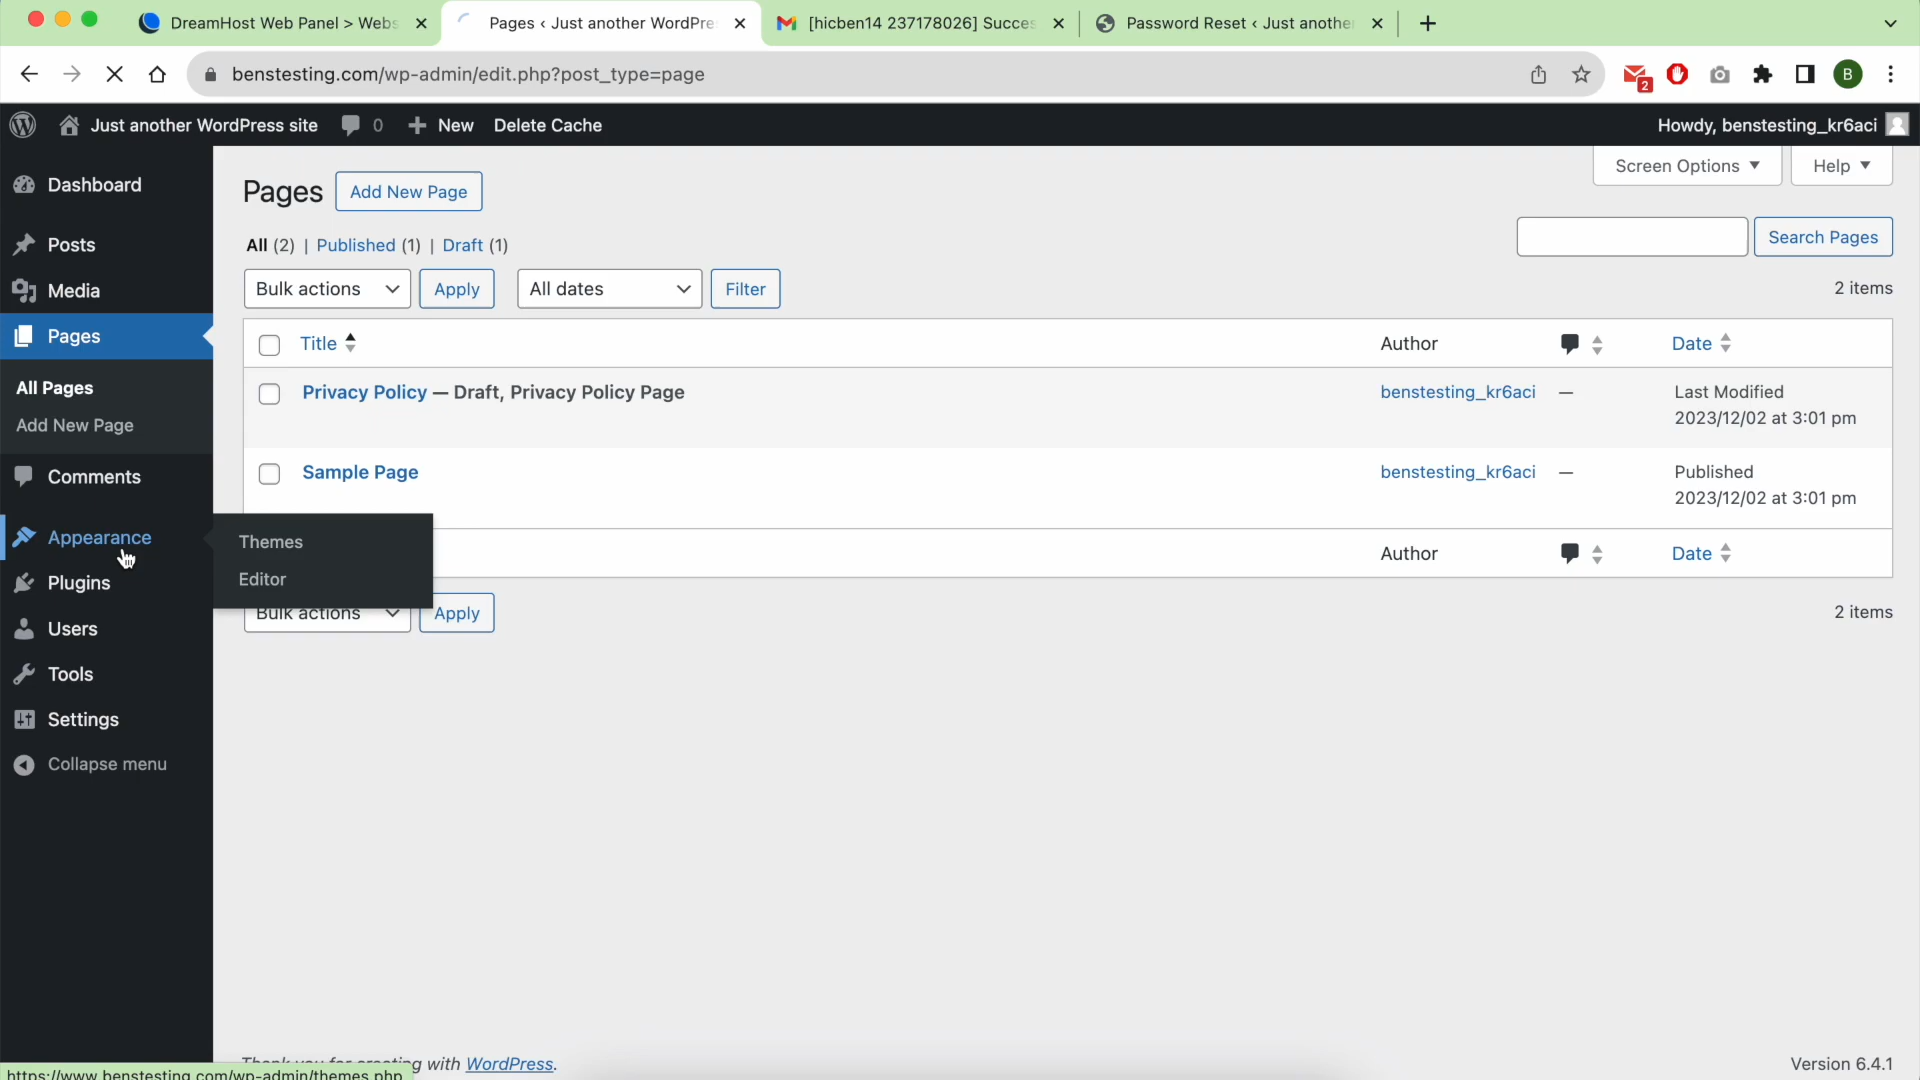 DreamHost Web Panel > Webs
Pages ‹ Just another WordPre
[hicben14 237178026] Succes
Password Reset ‹ Just anothe
benstesting.com/wp-admin/edit.php?post_type=page
2
B
Just another WordPress site
0
New
Delete Cache
Howdy, benstesting_kr6aci
Screen Options
Help
Dashboard
Posts
Media
Pages
All Pages
Add New Page
Comments
Appearance
Plugins
Users
Tools
Settings
Collapse menu
Themes
Editor
Pages
Add New Page
All (2) | Published (1) | Draft (1)
Search Pages
Bulk actions
Apply
All dates
Filter
2 items
Title
Author
Date
Privacy Policy — Draft, Privacy Policy Page
benstesting_kr6aci
—
Last Modified
2023/12/02 at 3:01 pm
Sample Page
benstesting_kr6aci
—
Published
2023/12/02 at 3:01 pm
Author
Date
Bulk actions
Apply
2 items
Thank you for creating with WordPress.
Version 6.4.1
https://www.benstesting.com/wp-admin/themes.php